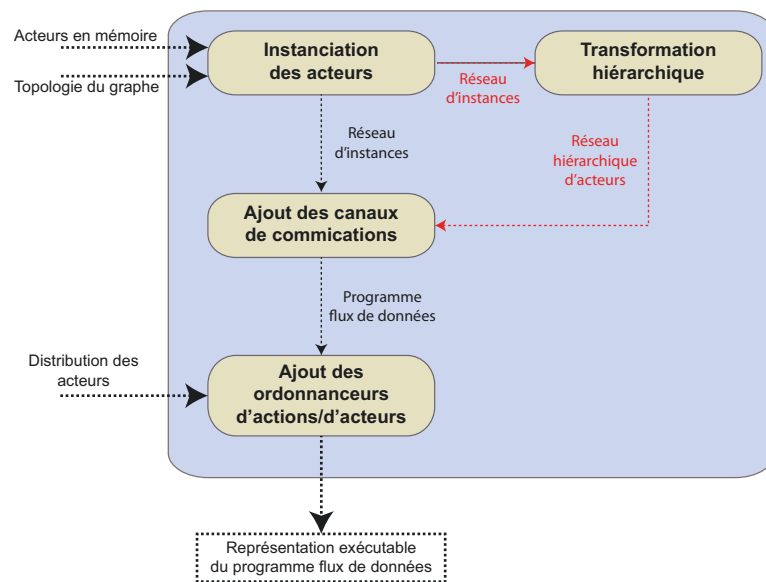 Acteurs en mémoire
Topologie du graphe
Instanciation
des acteurs
Réseau
d'instances
Transformation
hiérarchique
Réseau
d'instances
Réseau
hiérarchique
d'acteurs
Ajout des canaux
de commications
Programme
flux de données
Distribution des
acteurs
Ajout des
ordonnanceurs
d'actions/d'acteurs
Représentation exécutable
du programme flux de données